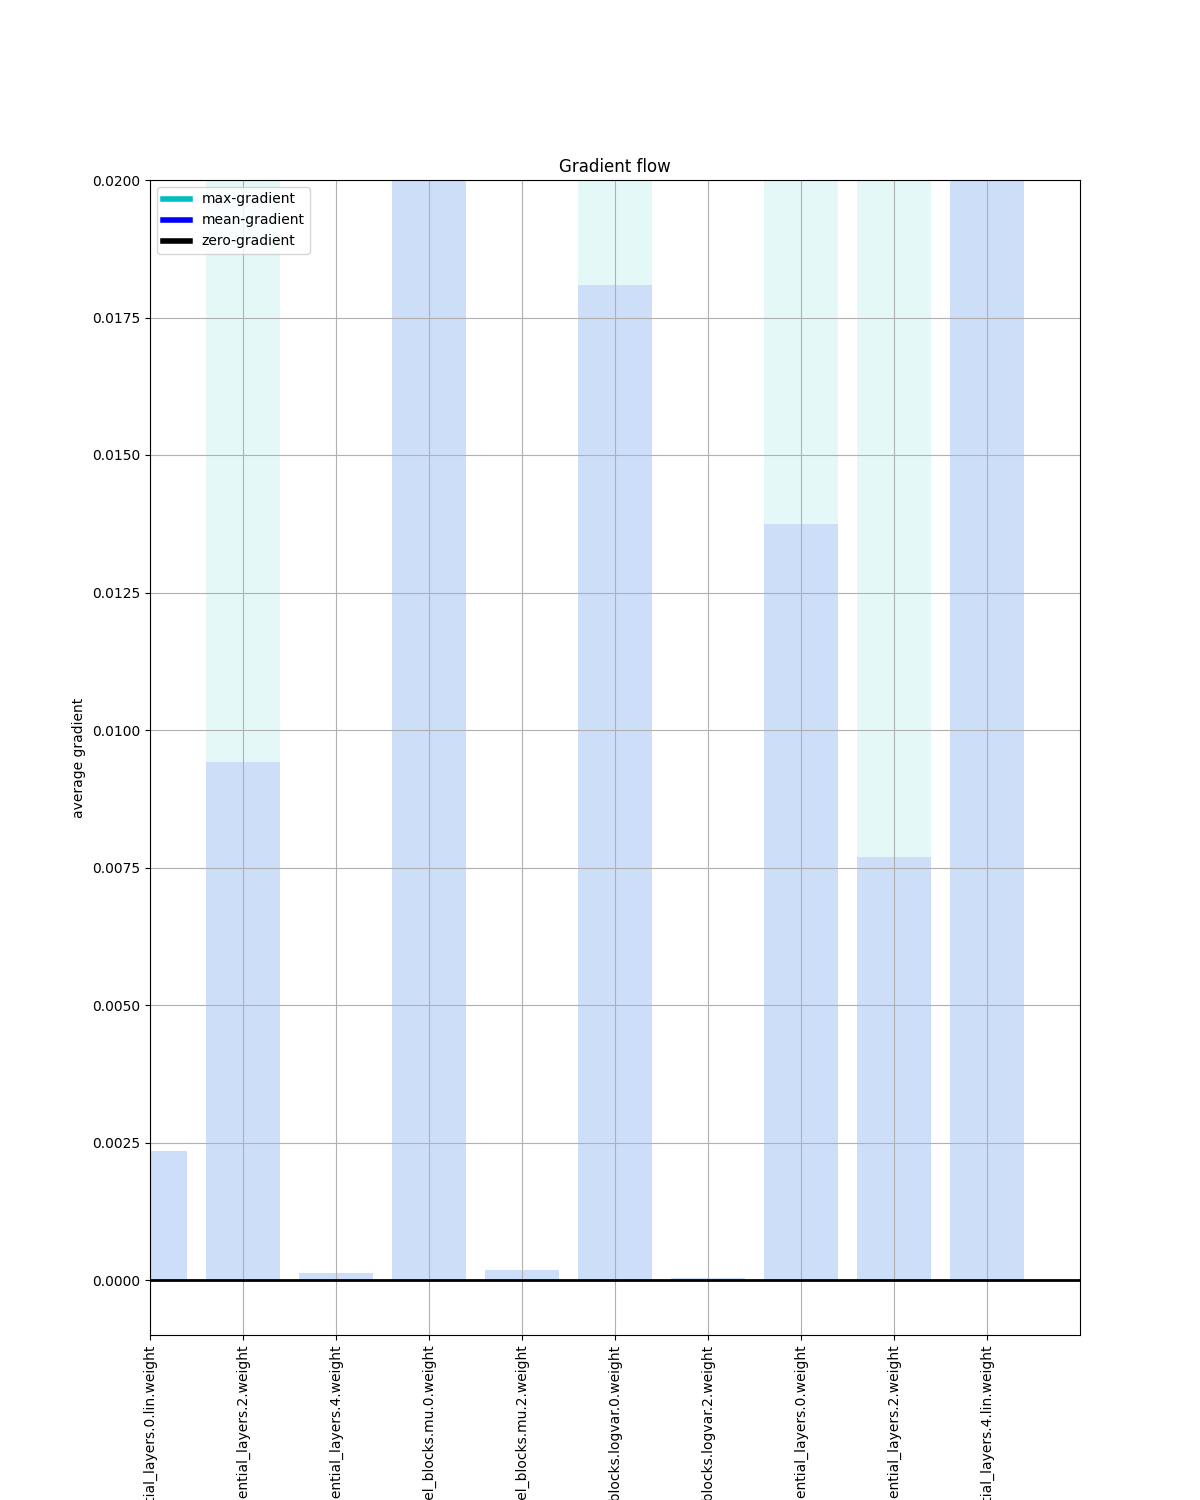 Gradient flow
max-gradient
mean-gradient
zero-gradient
0.0200
0.0175
0.0150
0.0125
0.0100
0.0075
0.0050
0.0025
0.0000
average gradient
tial_layers.0.lin.weight
ential_layers.2.weight
ential_layers.4.weight
el_blocks.mu.0.weight
el_blocks.mu.2.weight
blocks.logvar.0.weight
blocks.logvar.2.weight
ential_layers.0.weight
ential_layers.2.weight
tial_layers.4.lin.weight